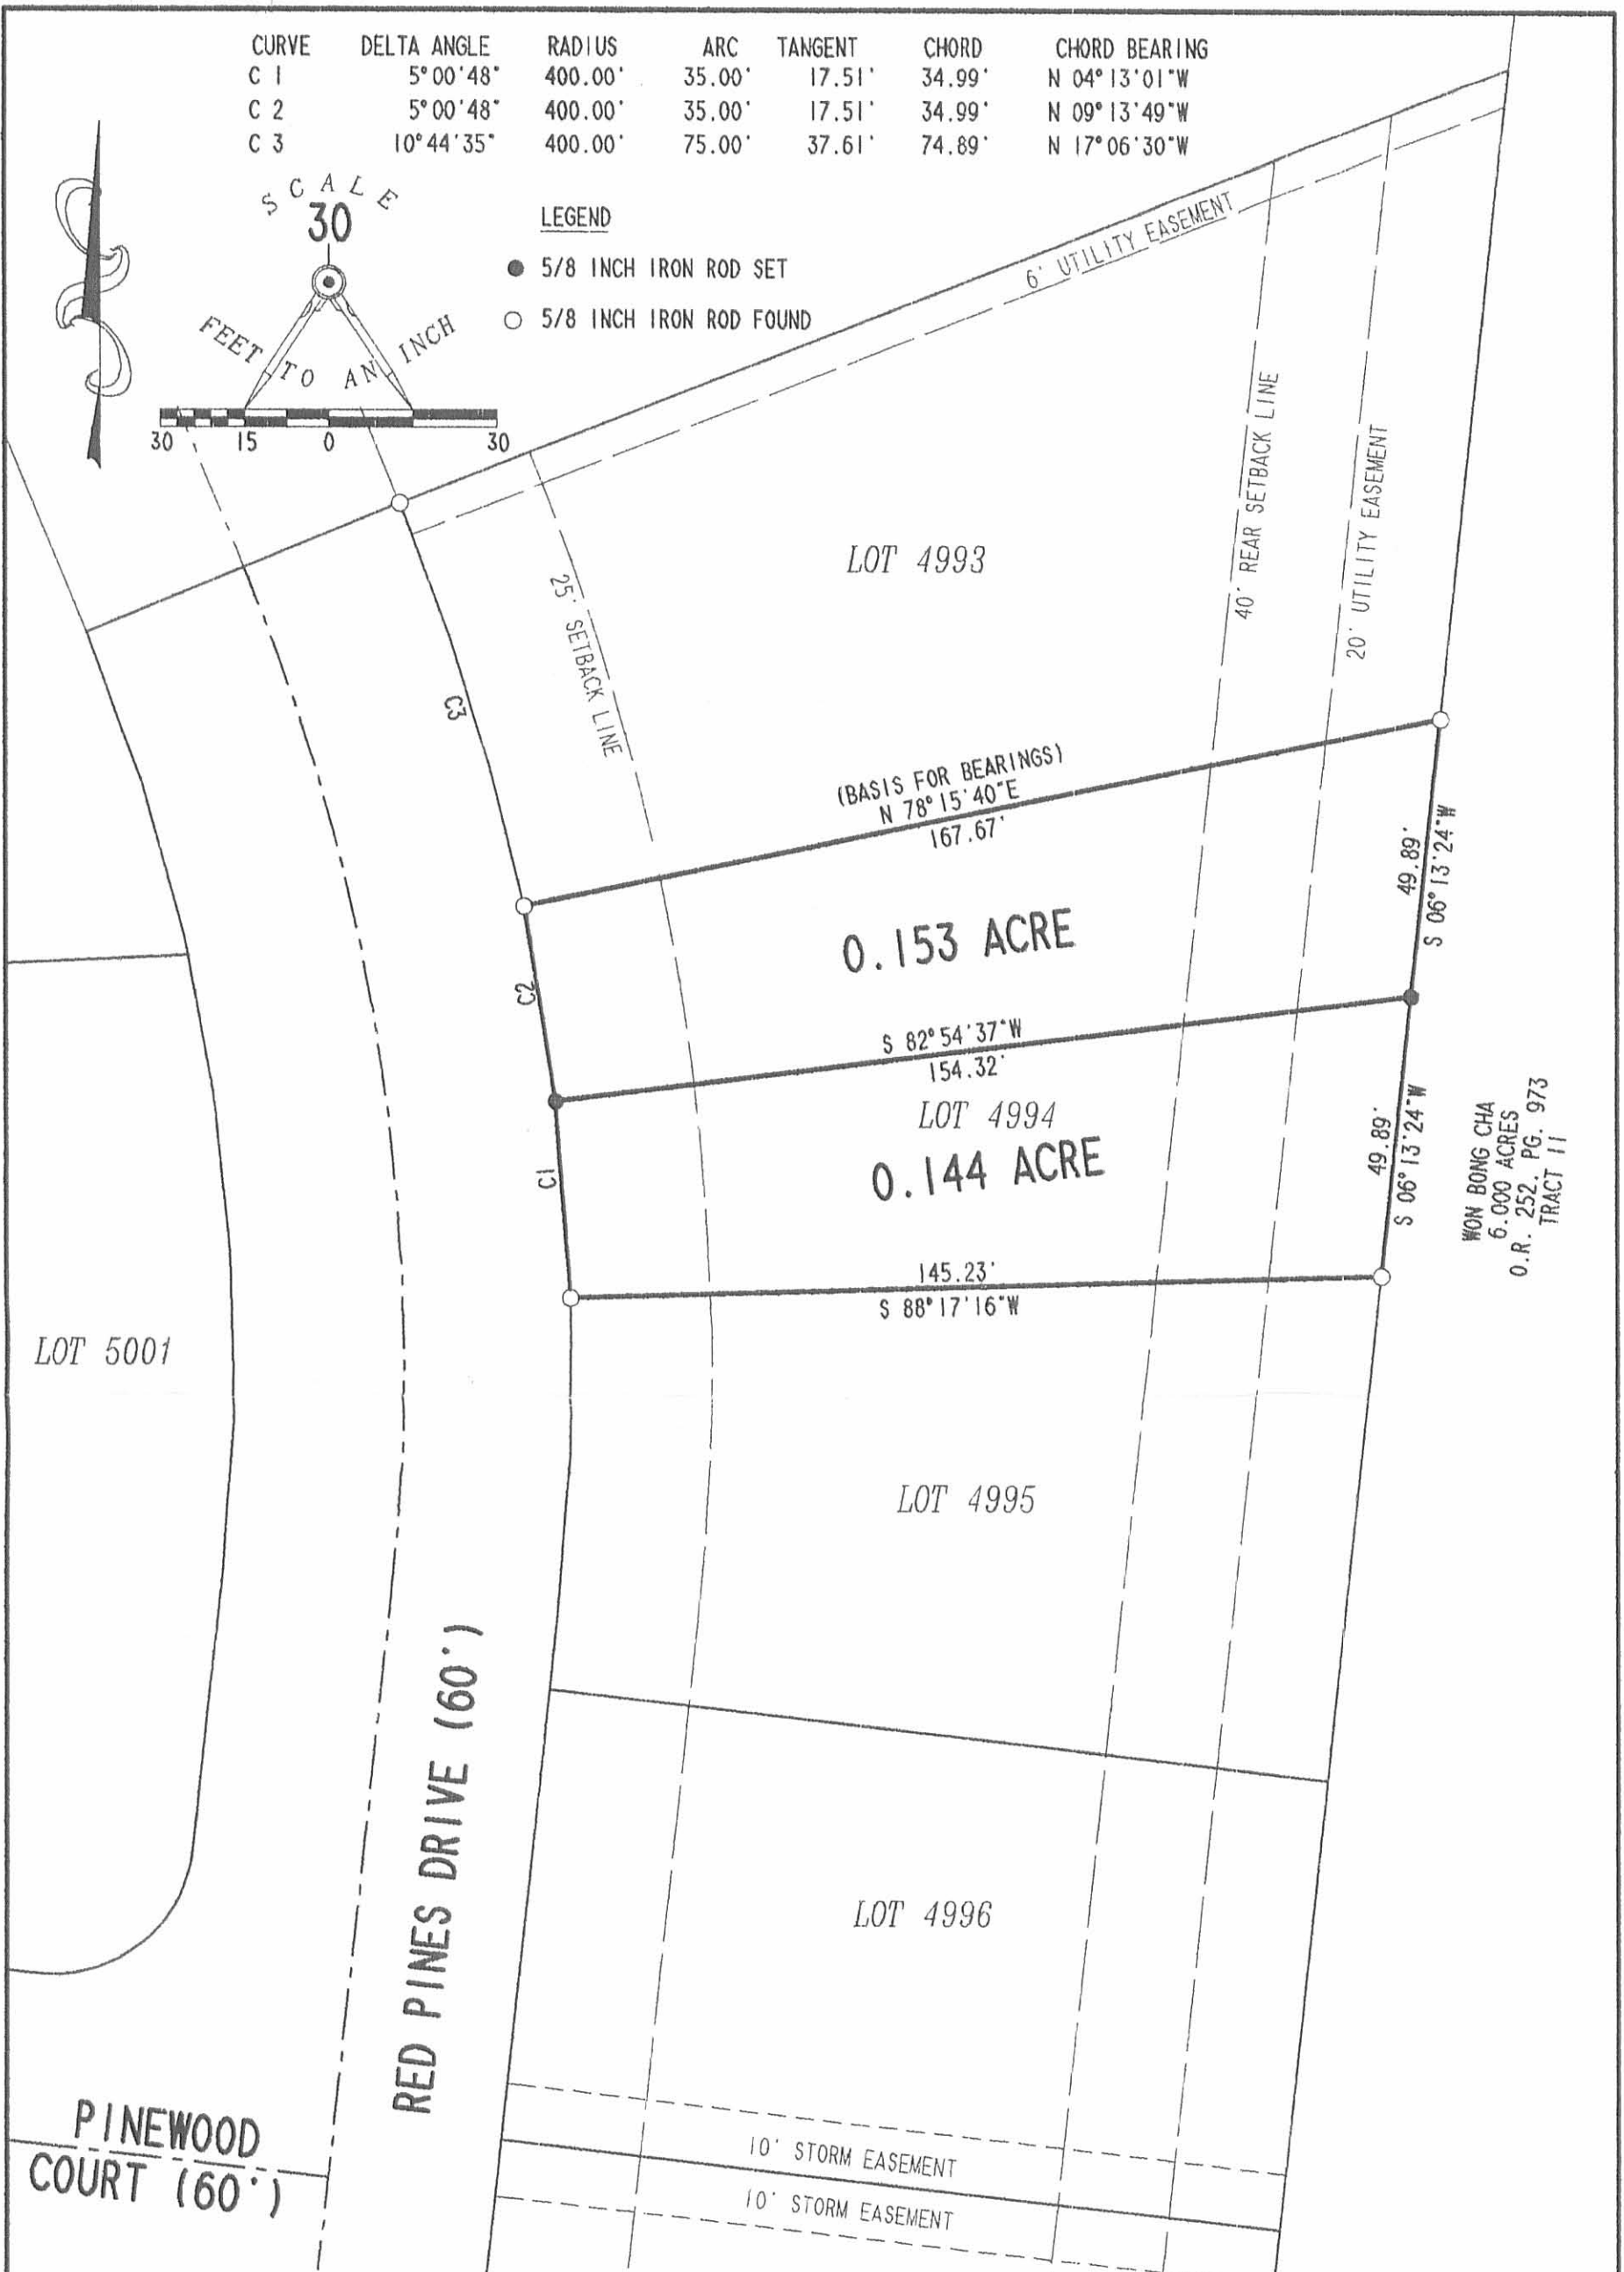 CURVE DELTA ANGLE RADIUS ARC TANGENT CHORD CHORD BEARING
C 1 5°00'48" 400.00' 35.00' 17.51' 34.99' N 04°13'01"W
C 2 5°00'48" 400.00' 35.00' 17.51' 34.99' N 09°13'49"W
C 3 10°44'35" 400.00' 75.00' 37.61' 74.89' N 17°06'30"W
SCALE
30
FEET TO AN INCH
30 15 0 30
LEGEND
5/8 INCH IRON ROD SET
5/8 INCH IRON ROD FOUND
6' UTILITY EASEMENT
40' REAR SETBACK LINE
20' UTILITY EASEMENT
LOT 4993
25' SETBACK LINE
C3
(BASIS FOR BEARINGS)
N 78°15'40"E
167.67'
49.89'
S 06°13'24"W
0.153 ACRE
C2
S 82°54'37"W
154.32'
LOT 4994
0.144 ACRE
C1
49.89'
S 06°13'24"W
WON BONG CHA
6.000 ACRES
O.R. 252, PG. 973
TRACT 11
145.23'
S 88°17'16"W
LOT 5001
LOT 4995
RED PINES DRIVE (60')
LOT 4996
PINEWOOD
COURT (60')
10' STORM EASEMENT
10' STORM EASEMENT